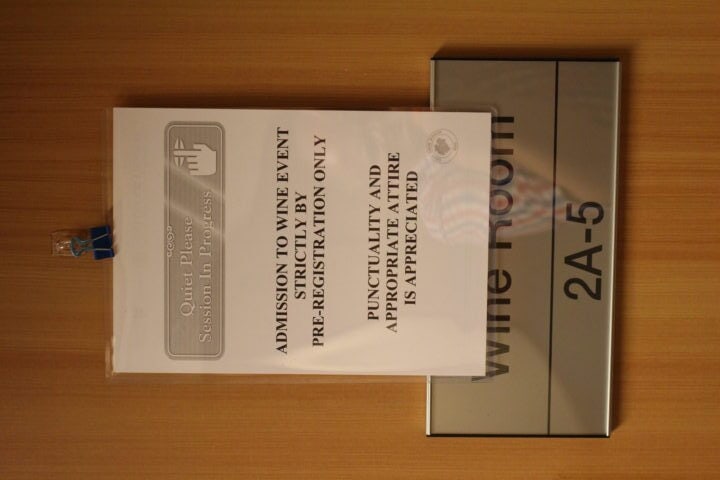 Quiet Please
Session In Progress
ADMISSION TO WINE EVENT
STRICTLY BY
PRE-REGISTRATION ONLY
PUNCTUALITY AND
APPROPRIATE ATTIRE
IS APPRECIATED
Wine Room
2A-5